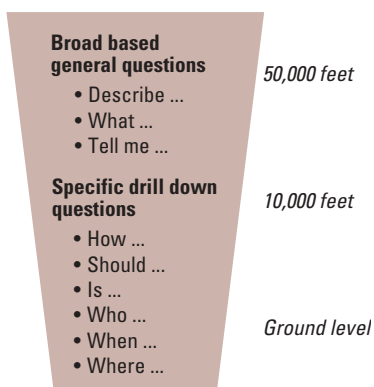 Broad based
general questions
50,000 feet
• Describe ...
• What ...
• Tell me ...
Specific drill down
questions
10,000 feet
• How ...
• Should ...
• Is ...
• Who ...
• When ...
Ground level
• Where ...